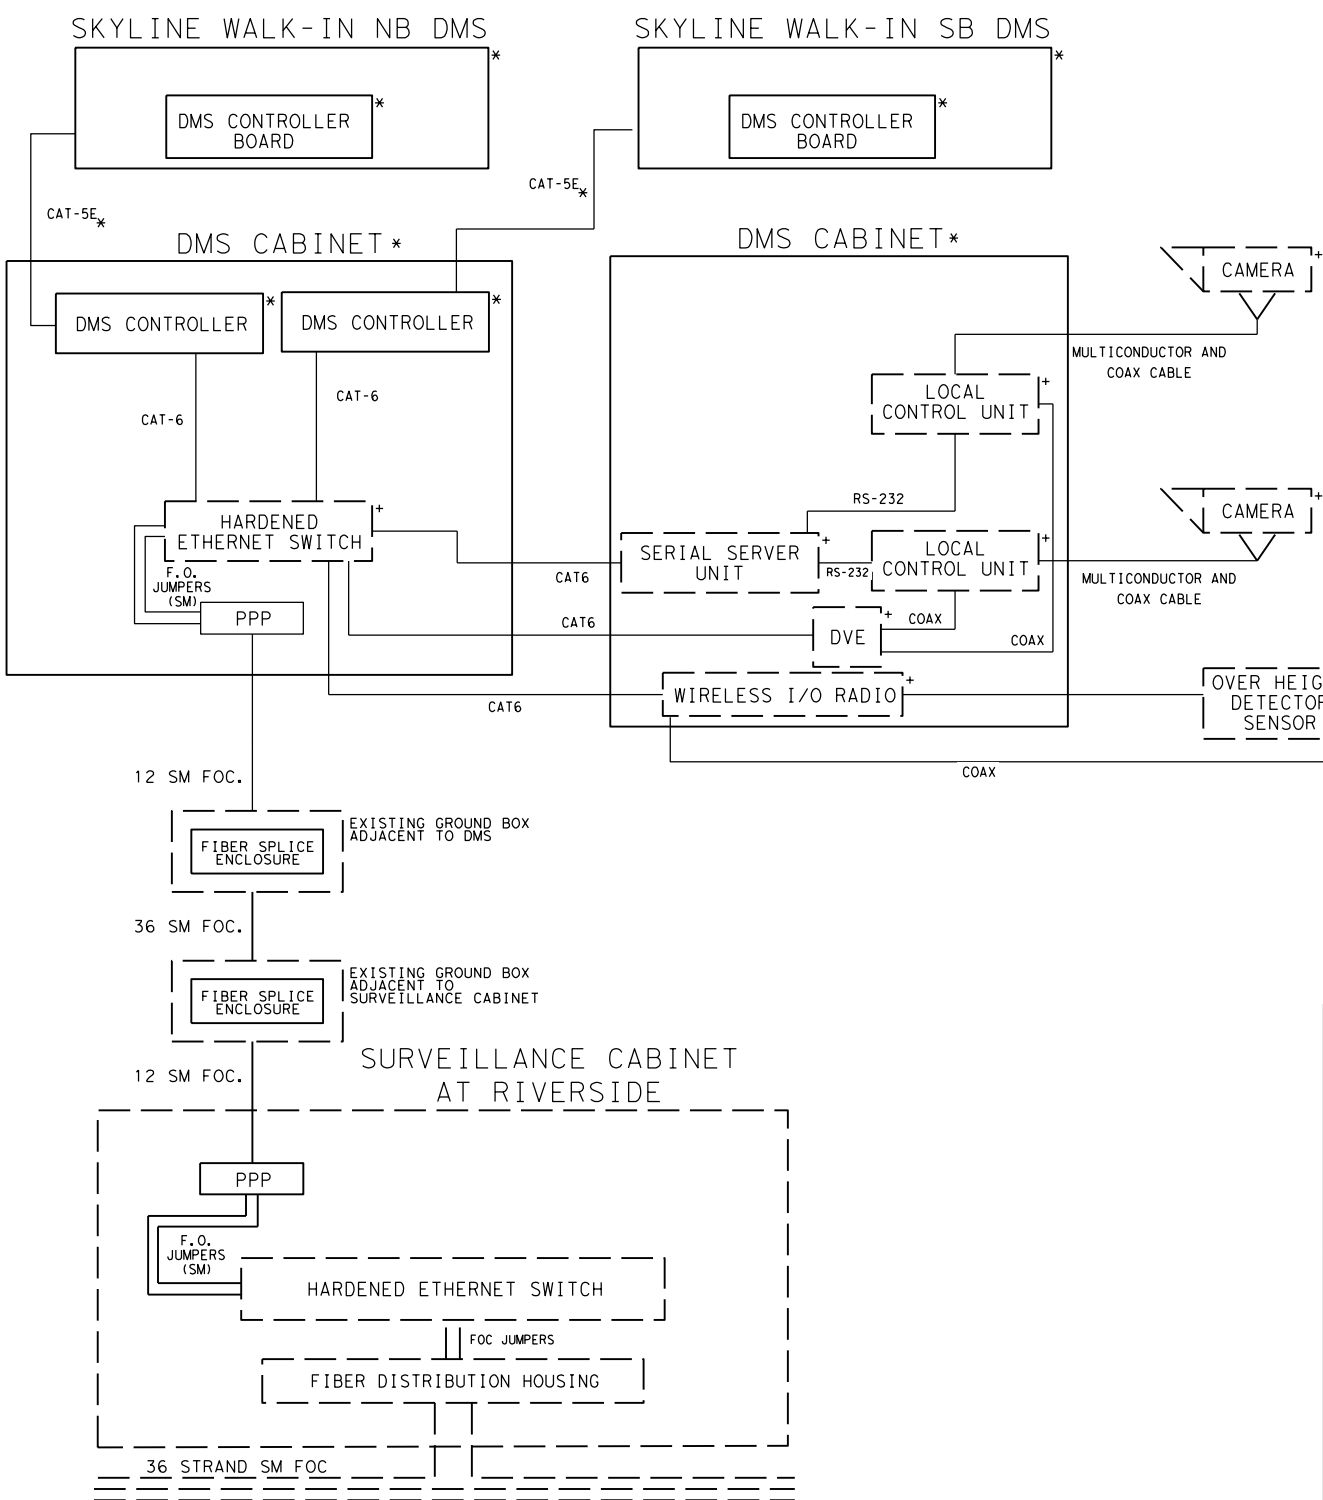 SKYLINE WALK-IN NB DMS
*
DMS CONTROLLER
BOARD
*
SKYLINE WALK-IN SB DMS
*
DMS CONTROLLER
BOARD
*
CAT-5E*
CAT-5E*
DMS CABINET*
DMS CONTROLLER
*
DMS CONTROLLER
*
CAT-6
CAT-6
HARDENED
ETHERNET SWITCH
+
F.O.
JUMPERS
(SM)
PPP
DMS CABINET*
CAMERA
+
MULTICONDUCTOR AND
COAX CABLE
LOCAL
CONTROL UNIT
+
RS-232
CAMERA
+
SERIAL SERVER
UNIT
+
RS-232
LOCAL
CONTROL UNIT
+
MULTICONDUCTOR AND
COAX CABLE
CAT6
CAT6
DVE
+
COAX
COAX
WIRELESS I/O RADIO
+
CAT6
OVER HEIG
DETECTOR
SENSOR
COAX
12 SM FOC.
EXISTING GROUND BOX
ADJACENT TO DMS
FIBER SPLICE
ENCLOSURE
36 SM FOC.
EXISTING GROUND BOX
ADJACENT TO
SURVEILLANCE CABINET
FIBER SPLICE
ENCLOSURE
12 SM FOC.
SURVEILLANCE CABINET
AT RIVERSIDE
PPP
F.O.
JUMPERS
(SM)
HARDENED ETHERNET SWITCH
FOC JUMPERS
FIBER DISTRIBUTION HOUSING
36 STRAND SM FOC